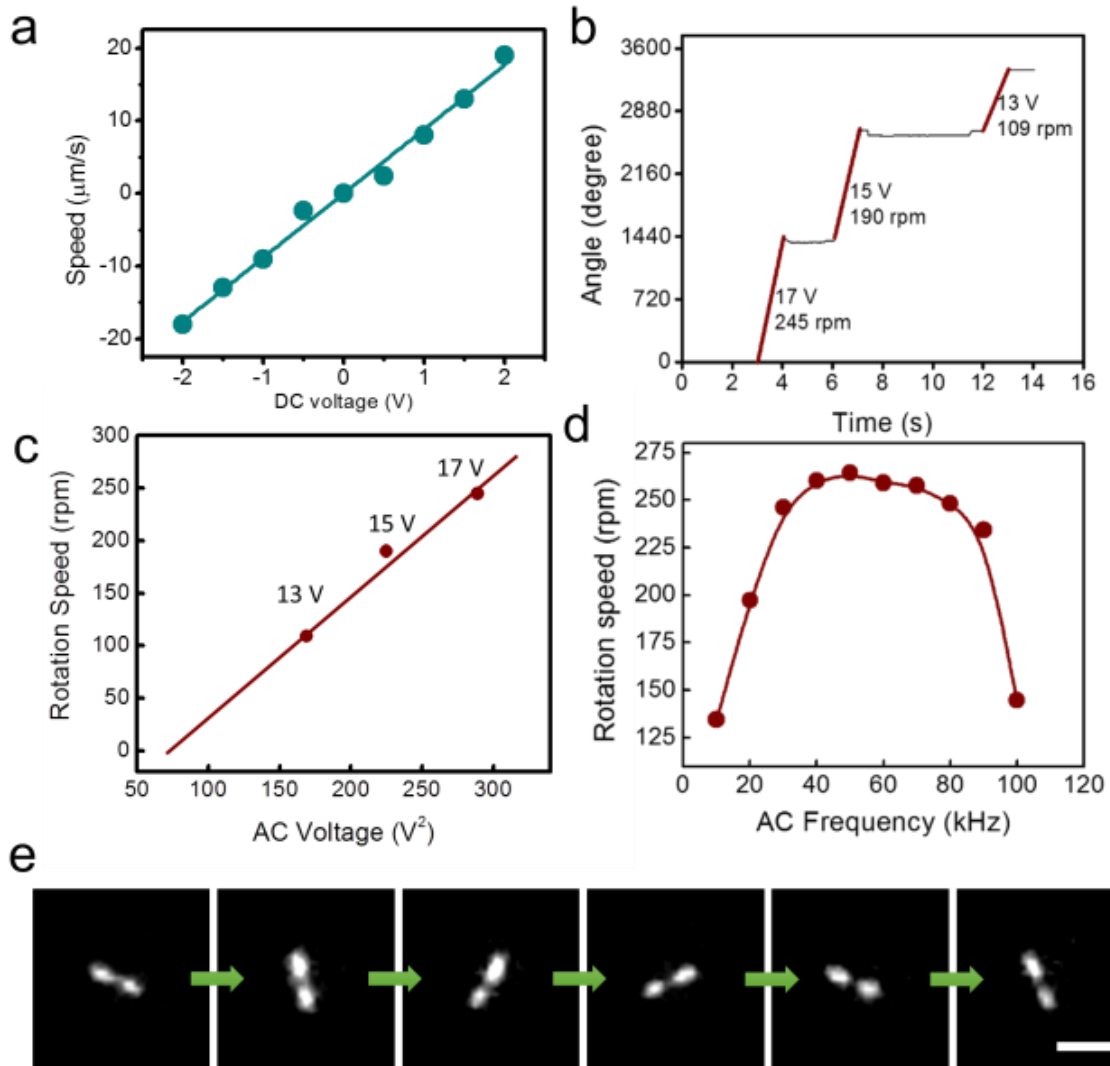 a
20
10
0
-10
-20
Speed (μm/s)
-2 -1 0 1 2
DC voltage (V)
b
3600
2880
2160
1440
720
0
Angle (degree)
13 V
109 rpm
15 V
190 rpm
17 V
245 rpm
0 2 4 6 8 10 12 14 16
Time (s)
c
300
250
200
150
100
50
0
Rotation Speed (rpm)
17 V
15 V
13 V
50 100 150 200 250 300
AC Voltage (V²)
d
275
250
225
200
175
150
125
Rotation speed (rpm)
0 20 40 60 80 100 120
AC Frequency (kHz)
e